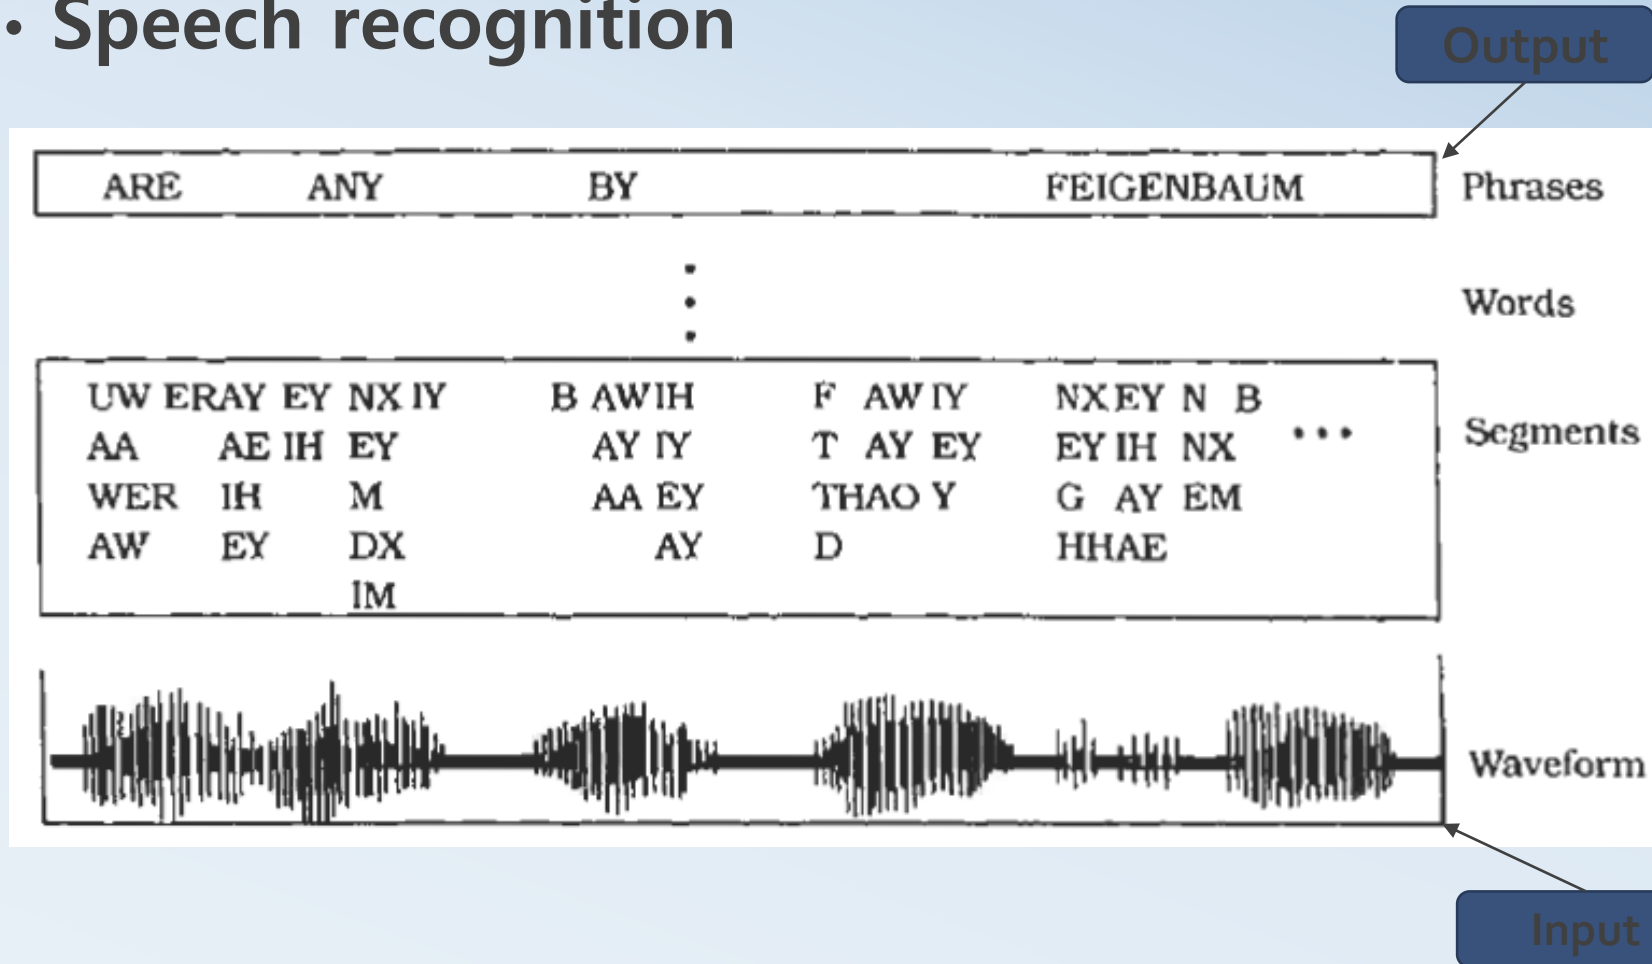 • Speech recognition
Output
ARE ANY BY FEIGENBAUM Phrases
Words
UW ERAY EY NX IY B AWIH F AW IY NXEY N B
AA AE IH EY AY IY T AY EY EY IH NX ... Segments
WER IH M AA EY THAO Y G AY EM
AW EY DX AY D HHAE
IM
Waveform
Input